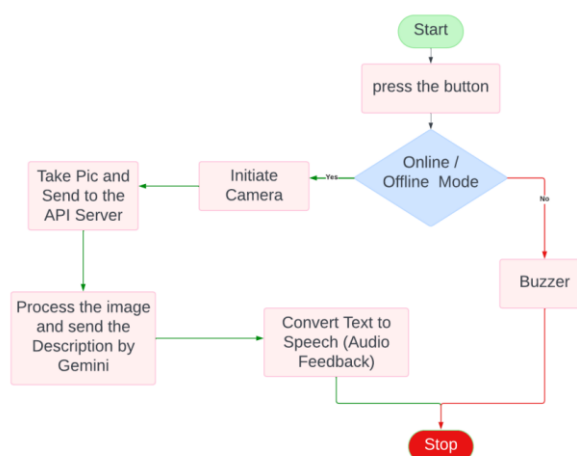 Start
press the button
Online /
Offline Mode
Yes
No
Initiate
Camera
Take Pic and
Send to the
API Server
Buzzer
Process the image
and send the
Description by
Gemini
Convert Text to
Speech (Audio
Feedback)
Stop